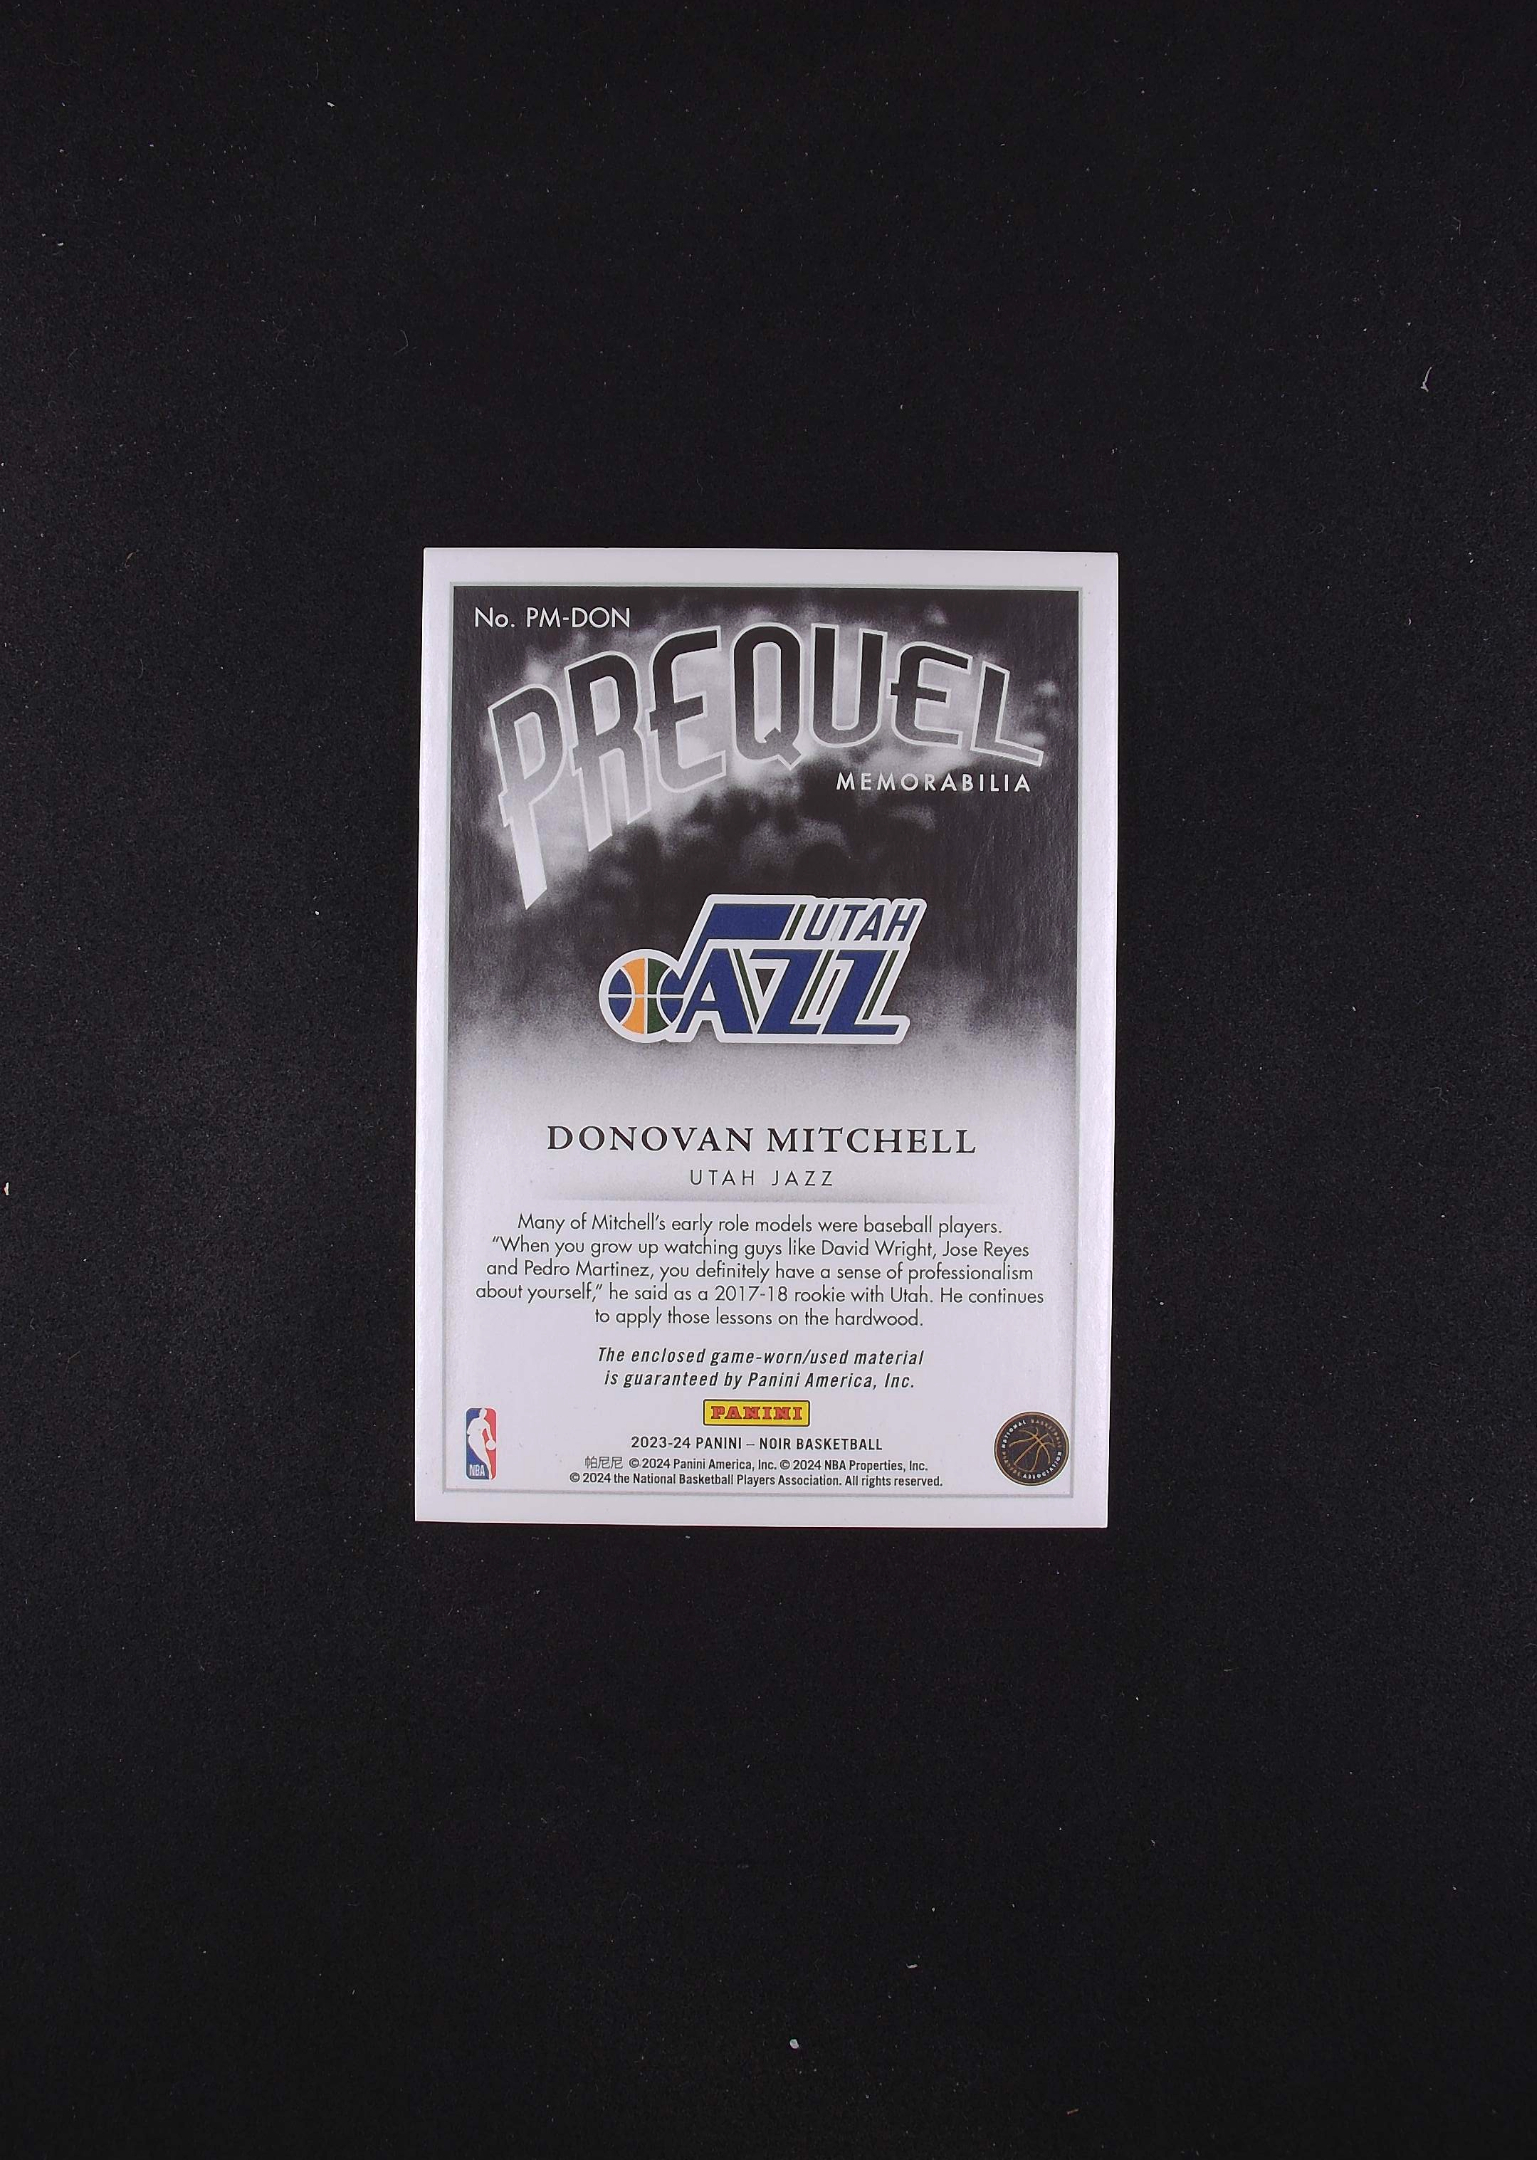 No. PM-DON
PREQUEL
MEMORABILIA
UTAH
JAZZ
DONOVAN MITCHELL
UTAH JAZZ
Many of Mitchell's early role models were baseball players.
"When you grow up watching guys like David Wright, Jose Reyes
and Pedro Martinez, you definitely have a sense of professionalism
about yourself," he said as a 2017-18 rookie with Utah. He continues
to apply those lessons on the hardwood.
The enclosed game-worn/used material
is guaranteed by Panini America, Inc.
PANINI
2023-24 PANINI – NOIR BASKETBALL
帕尼尼 © 2024 Panini America, Inc. © 2024 NBA Properties, Inc.
© 2024 the National Basketball Players Association. All rights reserved.
NBA
NATIONAL BASKETBALL
PLAYERS ASSOCIATION